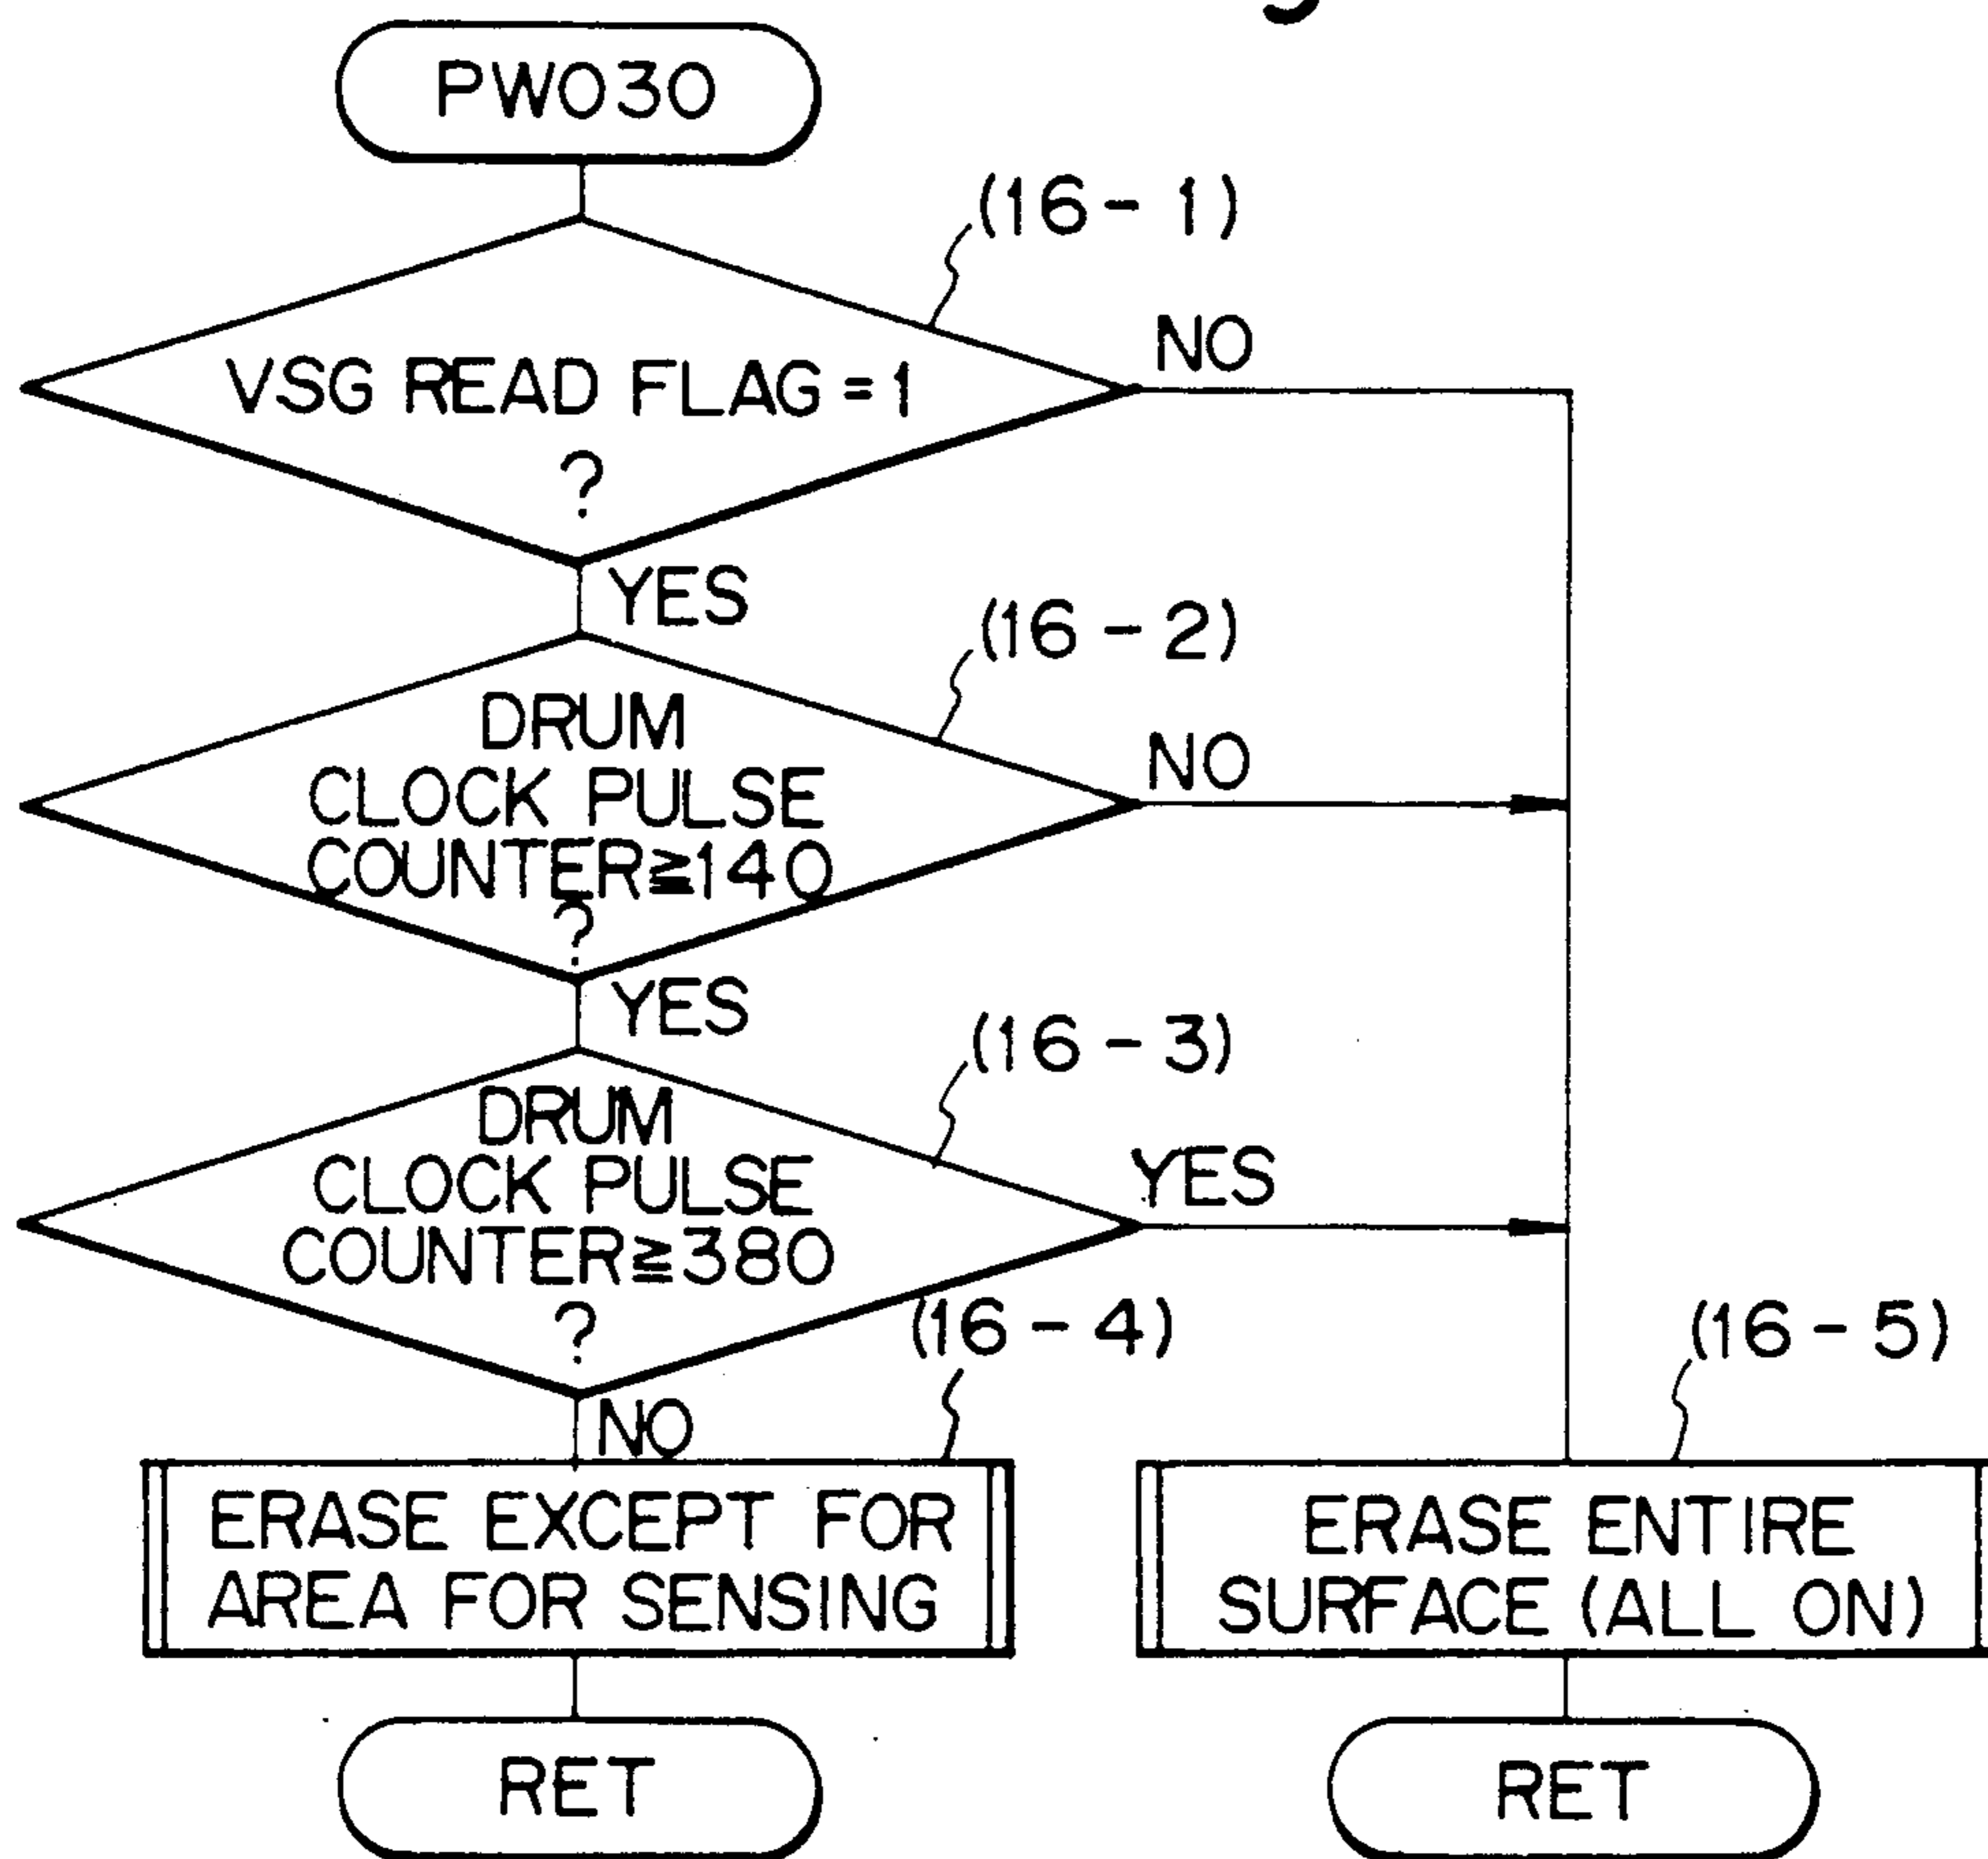 PW030
(16-1)
VSG READ FLAG=1
?
NO
YES
(16-2)
DRUM
CLOCK PULSE
COUNTER≧140
?
NO
YES
(16-3)
DRUM
CLOCK PULSE
COUNTER≧380
?
YES
NO
(16-4)
ERASE EXCEPT FOR
AREA FOR SENSING
RET
(16-5)
ERASE ENTIRE
SURFACE (ALL ON)
RET